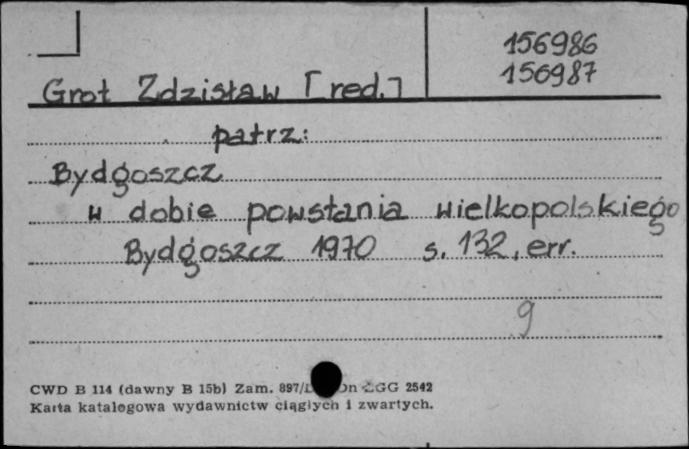 156986
156987
Grot Zdzisław [red.]
patrz:
Bydgoszcz
w dobie powstania wielkopolskiego
Bydgoszcz 1970 s. 132, err.
9
CWD B 114 (dawny B 15b) Zam. 897/ ZGG 2542
Karta katalogowa wydawnictw ciągłych i zwartych.